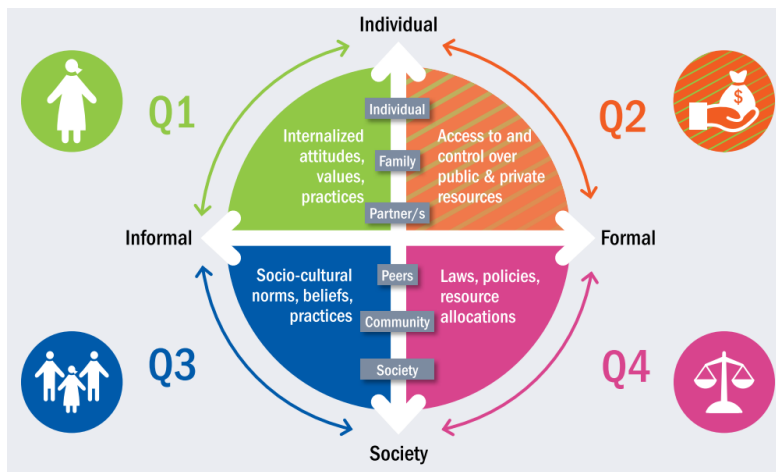 Individual
Q1
Q2
Individual
Internalized
attitudes,
values,
practices
Family
Access to and
control over
public & private
resources
$
Partner/s
Informal
Formal
Peers
Socio-cultural
norms, beliefs,
practices
Laws, policies,
resource
allocations
Community
Society
Q3
Q4
Society